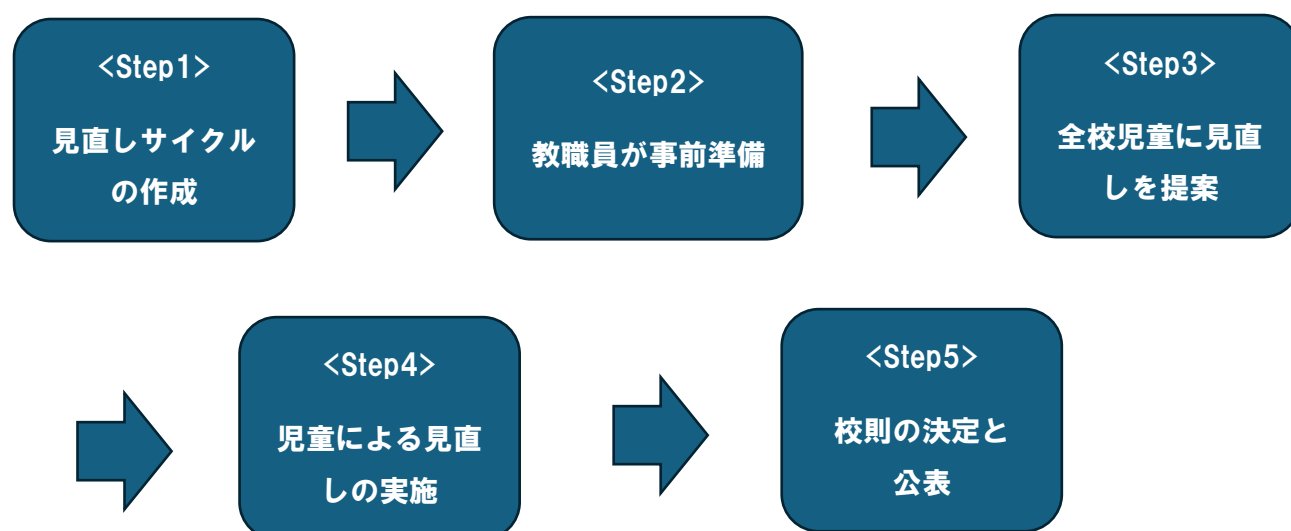 <Step1>
見直しサイクル
の作成
<Step2>
教職員が事前準備
<Step3>
全校児童に見直
しを提案
<Step4>
児童による見直
しの実施
<Step5>
校則の決定と
公表